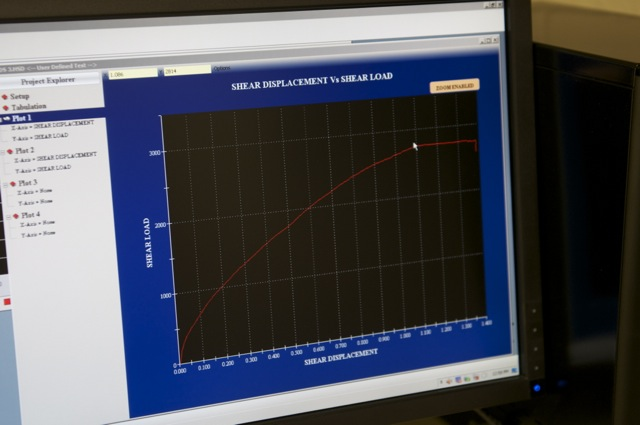 <-- User Defined Test -->
Project Explorer
1.086
2814
Options
Setup
Tabulation
Plot 1
X-Axis = SHEAR DISPLACEMENT
Y-Axis = SHEAR LOAD
Plot 2
X-Axis = SHEAR DISPLACEMENT
Y-Axis = SHEAR LOAD
Plot 3
X-Axis = None
Y-Axis = None
Plot 4
X-Axis = None
Y-Axis = None
SHEAR DISPLACEMENT Vs SHEAR LOAD
ZOOM ENABLED
SHEAR LOAD
3000
2000
1000
0
0.000 0.100 0.200 0.300 0.400 0.500 0.600 0.700 0.800 0.900 1.000 1.100 1.200 1.300 1.400
SHEAR DISPLACEMENT